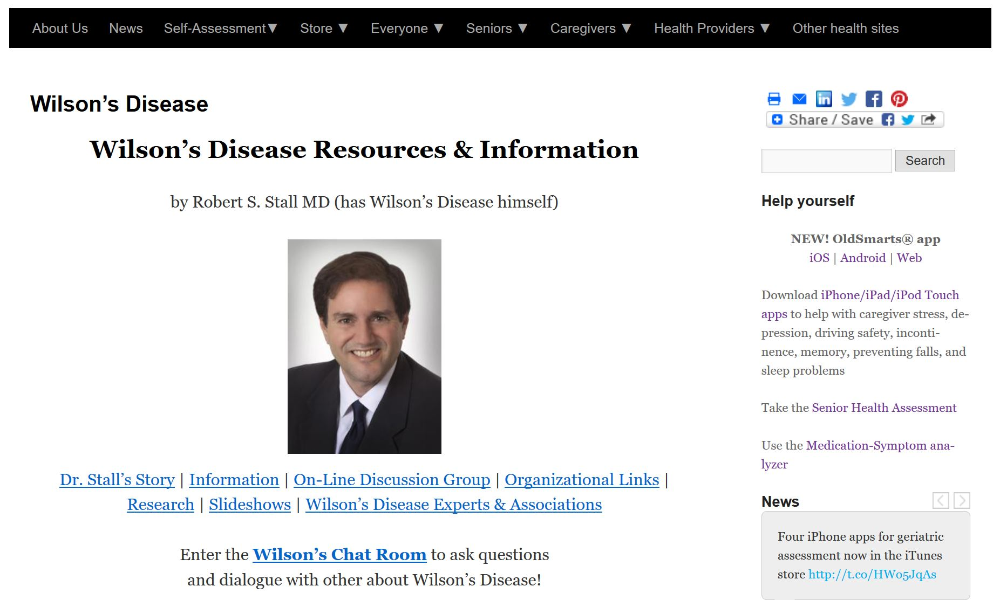 About Us News Self-Assessment▼ Store ▼ Everyone ▼ Seniors ▼ Caregivers ▼ Health Providers ▼ Other health sites
Wilson’s Disease
Wilson’s Disease Resources & Information
by Robert S. Stall MD (has Wilson’s Disease himself)
Dr. Stall’s Story | Information | On-Line Discussion Group | Organizational Links |
Research | Slideshows | Wilson’s Disease Experts & Associations
Enter the Wilson’s Chat Room to ask questions
and dialogue with other about Wilson’s Disease!
in f
Share / Save f
Search
Help yourself
NEW! OldSmarts® app
iOS | Android | Web
Download iPhone/iPad/iPod Touch
apps to help with caregiver stress, de-
pression, driving safety, inconti-
nence, memory, preventing falls, and
sleep problems
Take the Senior Health Assessment
Use the Medication-Symptom ana-
lyzer
News
Four iPhone apps for geriatric
assessment now in the iTunes
store http://t.co/HWo5JqAs